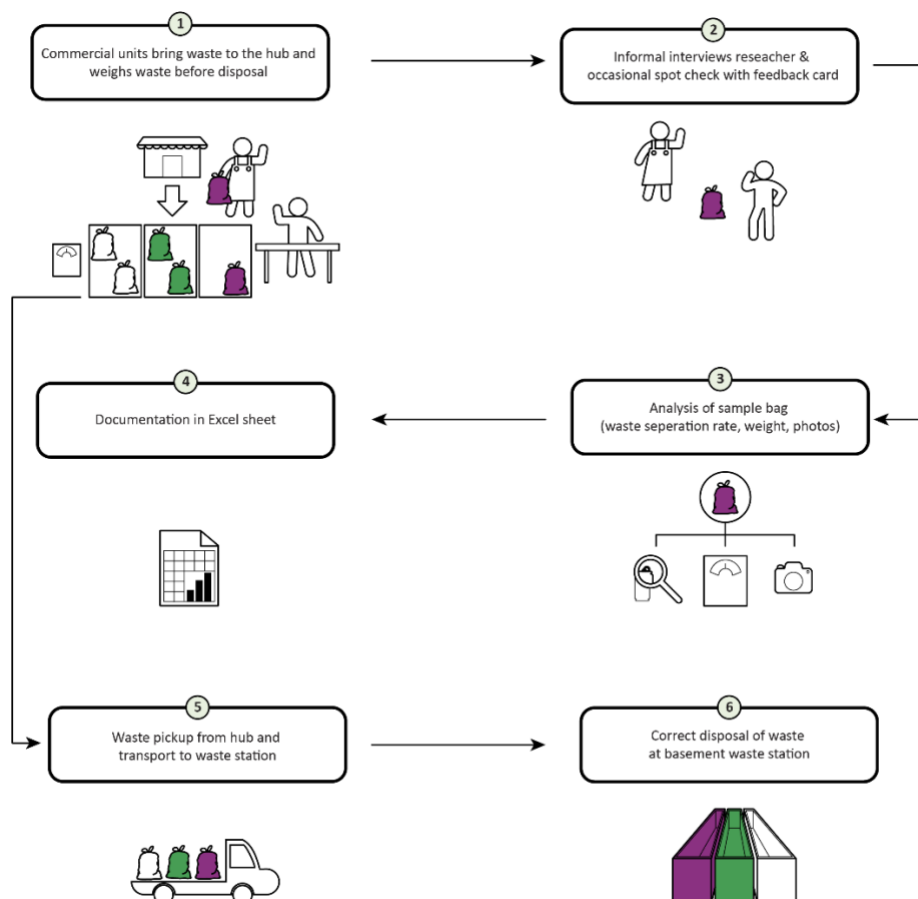 1
Commercial units bring waste to the hub and
weighs waste before disposal
2
Informal interviews reseacher &
occasional spot check with feedback card
3
Analysis of sample bag
(waste seperation rate, weight, photos)
4
Documentation in Excel sheet
5
Waste pickup from hub and
transport to waste station
6
Correct disposal of waste
at basement waste station